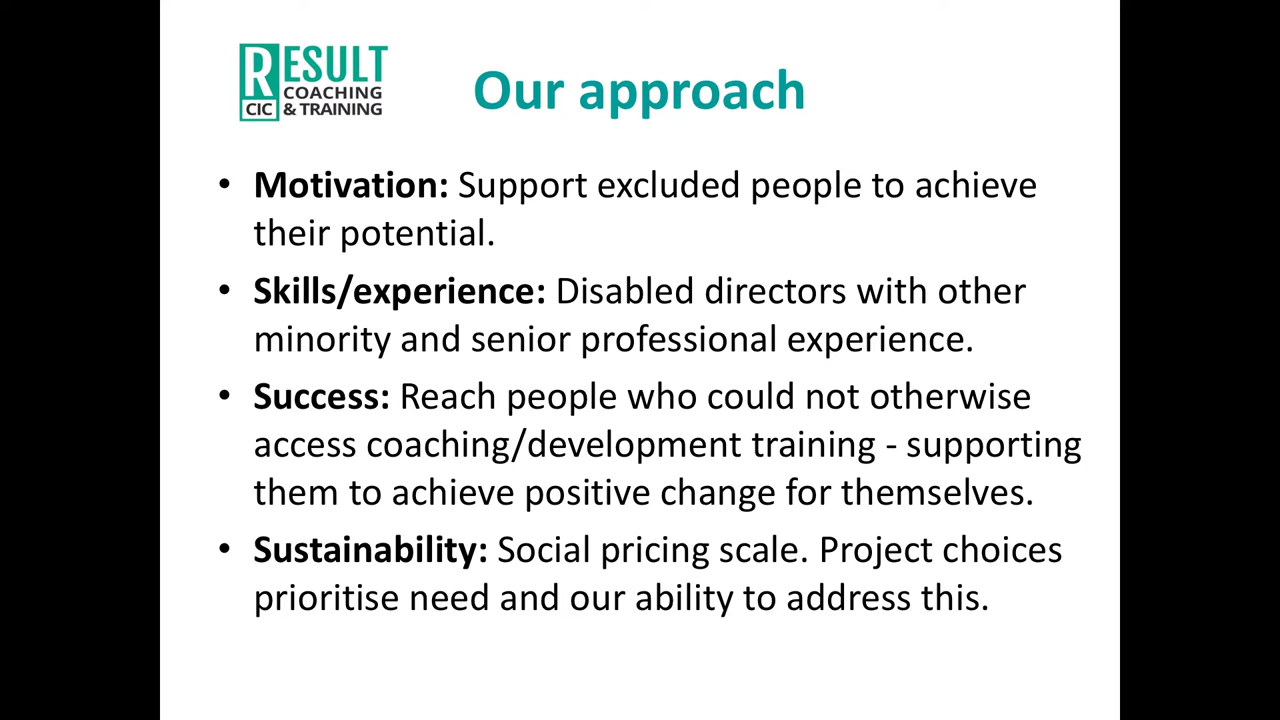 RESULT
COACHING
CIC & TRAINING
Our approach
• Motivation: Support excluded people to achieve
their potential.
• Skills/experience: Disabled directors with other
minority and senior professional experience.
• Success: Reach people who could not otherwise
access coaching/development training - supporting
them to achieve positive change for themselves.
• Sustainability: Social pricing scale. Project choices
prioritise need and our ability to address this.